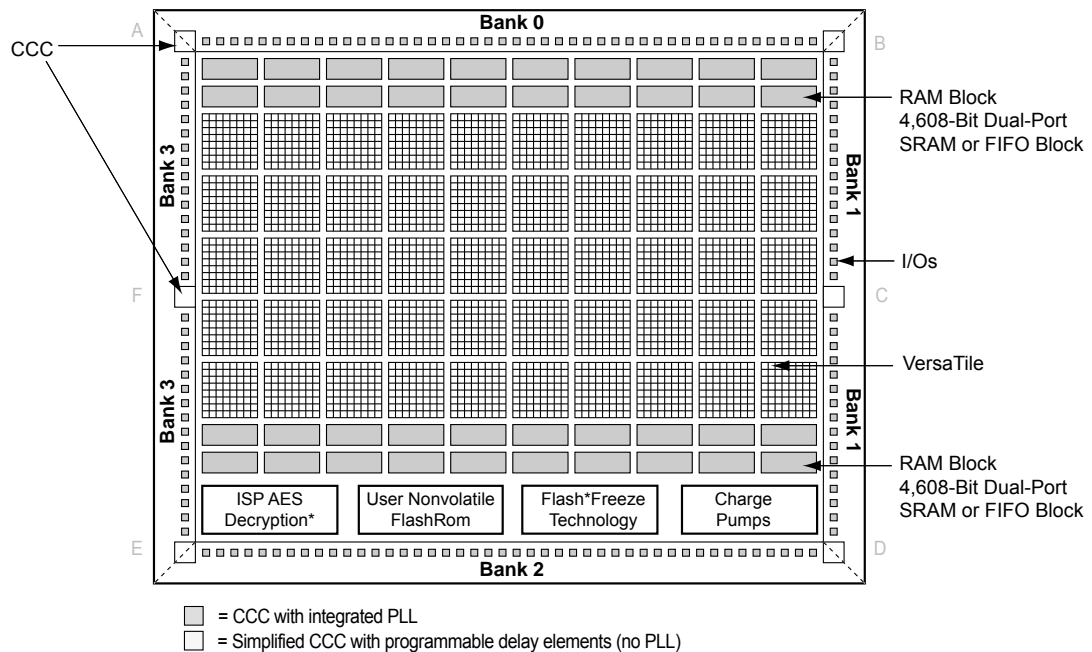 Bank 0
A
B
CCC
RAM Block
4,608-Bit Dual-Port
SRAM or FIFO Block
Bank 3
Bank 1
I/Os
F
C
VersaTile
Bank 3
Bank 1
RAM Block
4,608-Bit Dual-Port
SRAM or FIFO Block
ISP AES
Decryption*
User Nonvolatile
FlashRom
Flash*Freeze
Technology
Charge
Pumps
E
D
Bank 2
= CCC with integrated PLL
= Simplified CCC with programmable delay elements (no PLL)